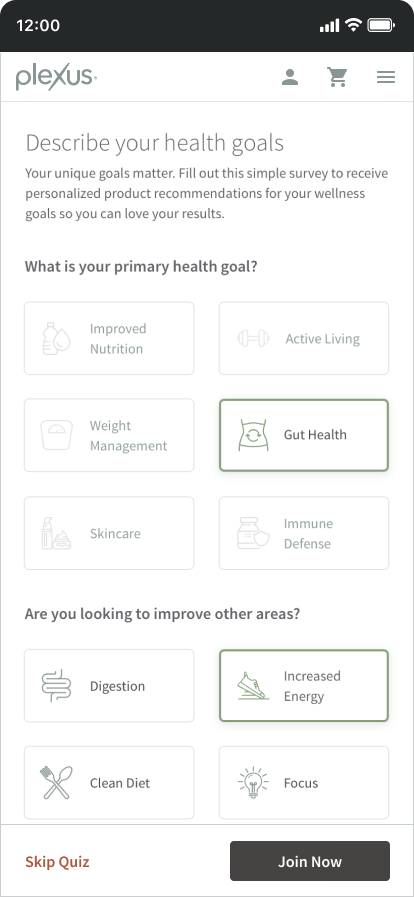 12:00
plexus
Describe your health goals
Your unique goals matter. Fill out this simple survey to receive
personalized product recommendations for your wellness
goals so you can love your results.
What is your primary health goal?
Improved
Nutrition
Active Living
Weight
Management
Gut Health
Skincare
Immune
Defense
Are you looking to improve other areas?
Digestion
Increased
Energy
Clean Diet
Focus
Skip Quiz
Join Now